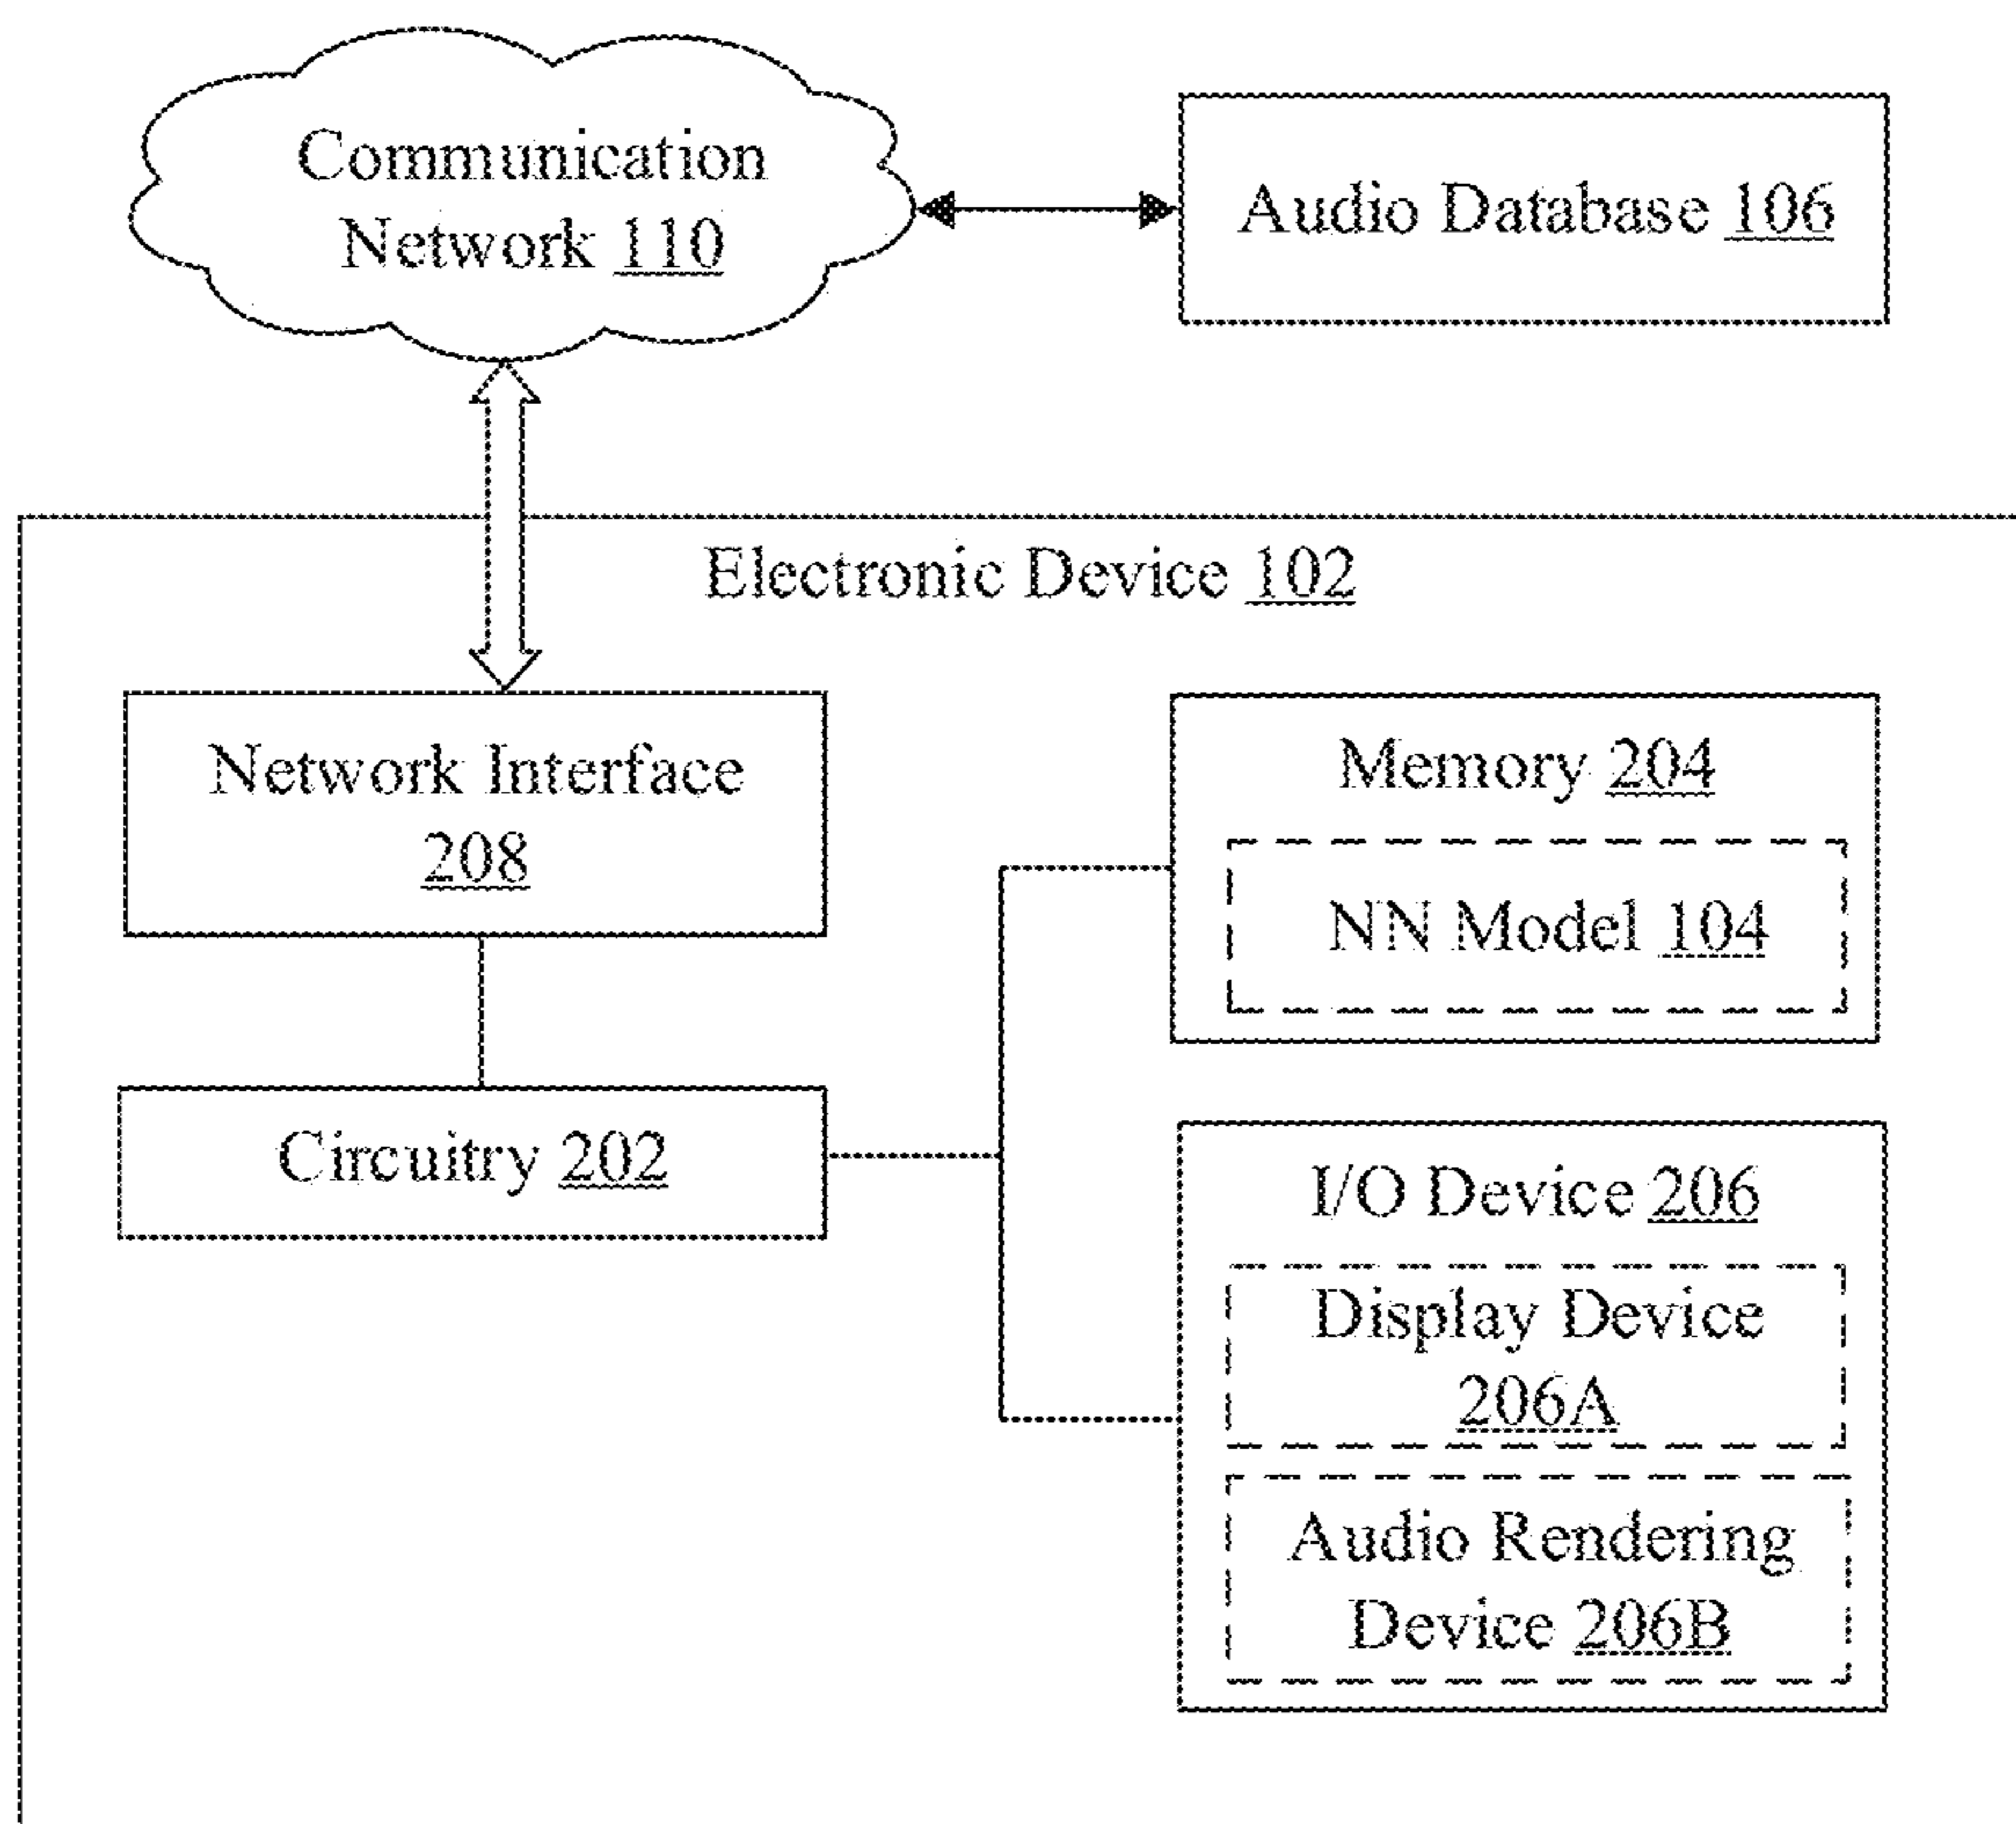 Communication
Network 110
Audio Database 106
Electronic Device 102
Network Interface
208
Memory 204
NN Model 104
Circuitry 202
I/O Device 206
Display Device
206A
Audio Rendering
Device 206B